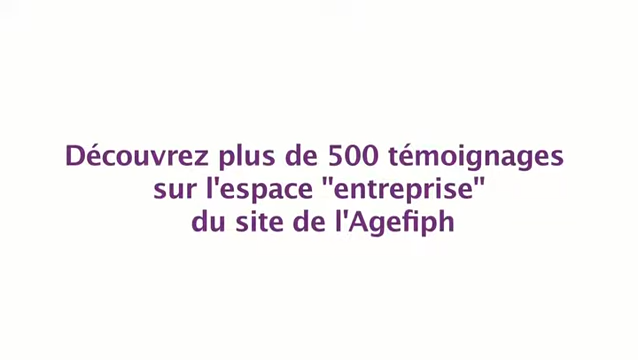 Découvrez plus de 500 témoignages
sur l'espace "entreprise"
du site de l'Agefiph